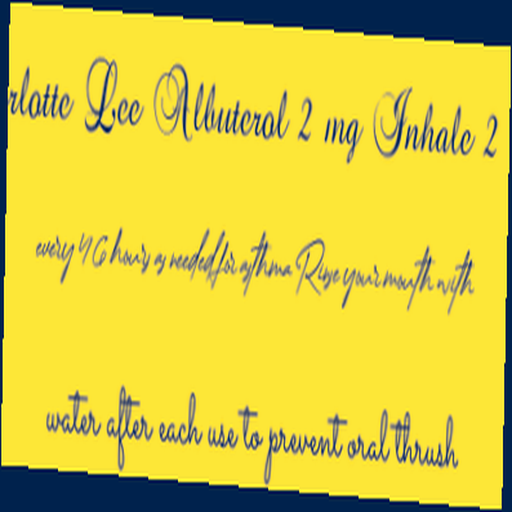 rlotte Lee Albuterol 2 mg Inhale 2
every 4 6 hours as needed for asthma Rinse your mouth with
water after each use to prevent oral thrush